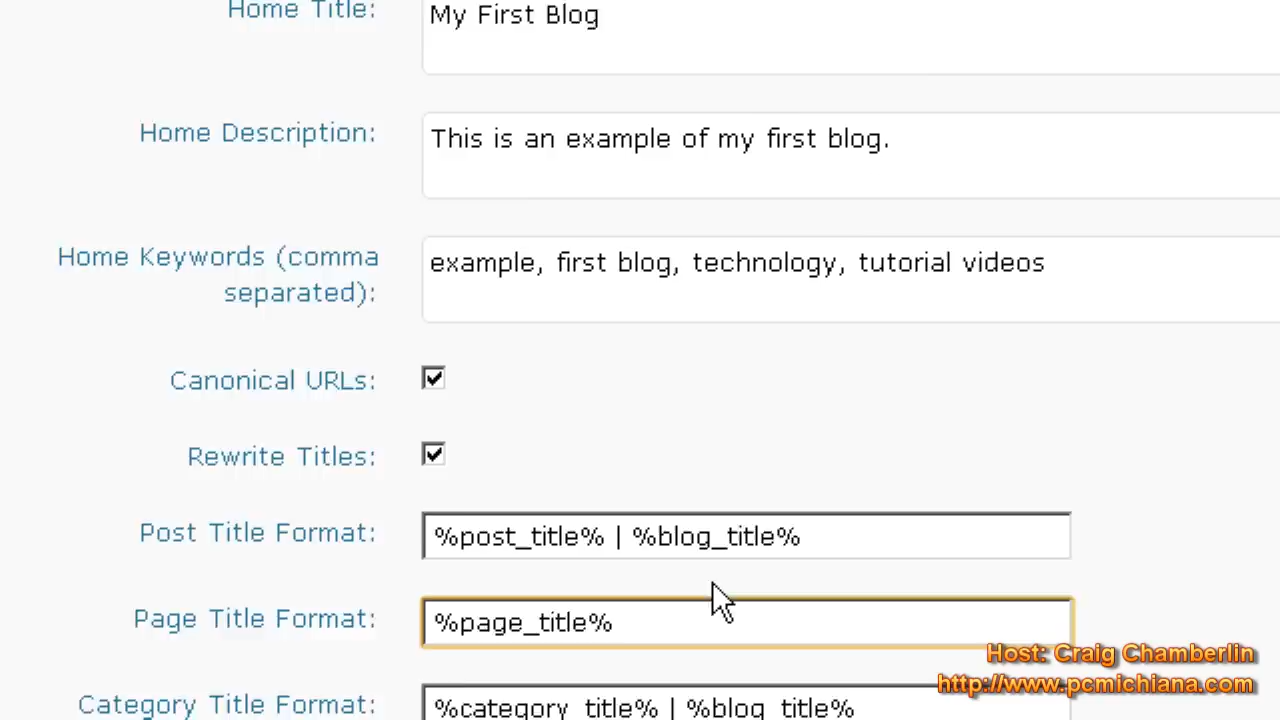 Home Title: My First Blog
Home Description: This is an example of my first blog.
Home Keywords (comma separated): example, first blog, technology, tutorial videos
Canonical URLs:
Rewrite Titles:
Post Title Format: %post_title% | %blog_title%
Page Title Format: %page_title%
Host: Craig Chamberlin
http://www.pcmichiana.com
Category Title Format: %category_title% | %blog_title%